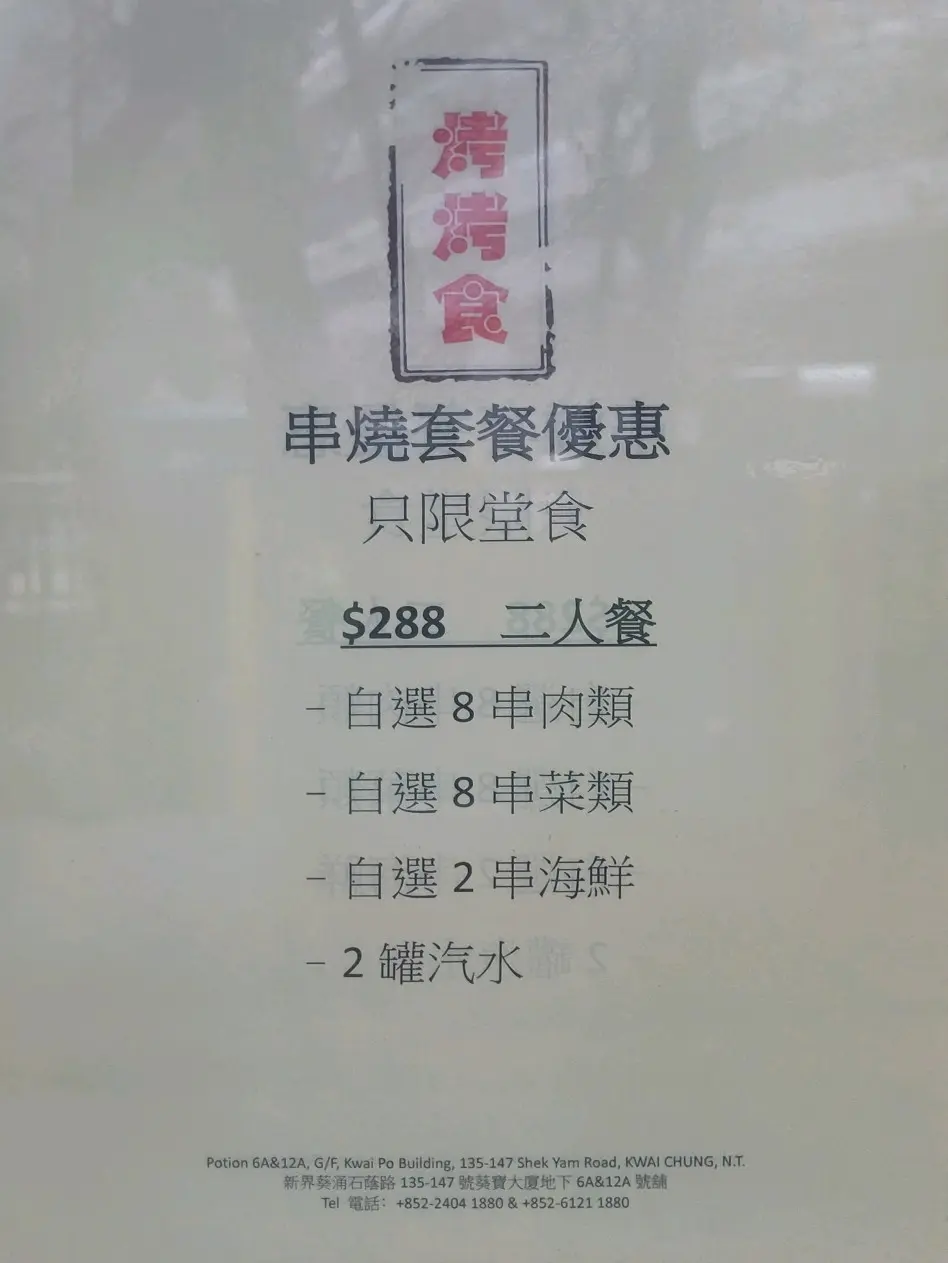 烤烤食
串燒套餐優惠
只限堂食
$288 二人餐
- 自選 8 串肉類
- 自選 8 串菜類
- 自選 2 串海鮮
- 2 罐汽水
Potion 6A&12A, G/F, Kwai Po Building, 135-147 Shek Yam Road, KWAI CHUNG, N.T.
新界葵涌石蔭路 135-147 號葵寶大廈地下 6A&12A 號舖
Tel 電話: +852-2404 1880 & +852-6121 1880